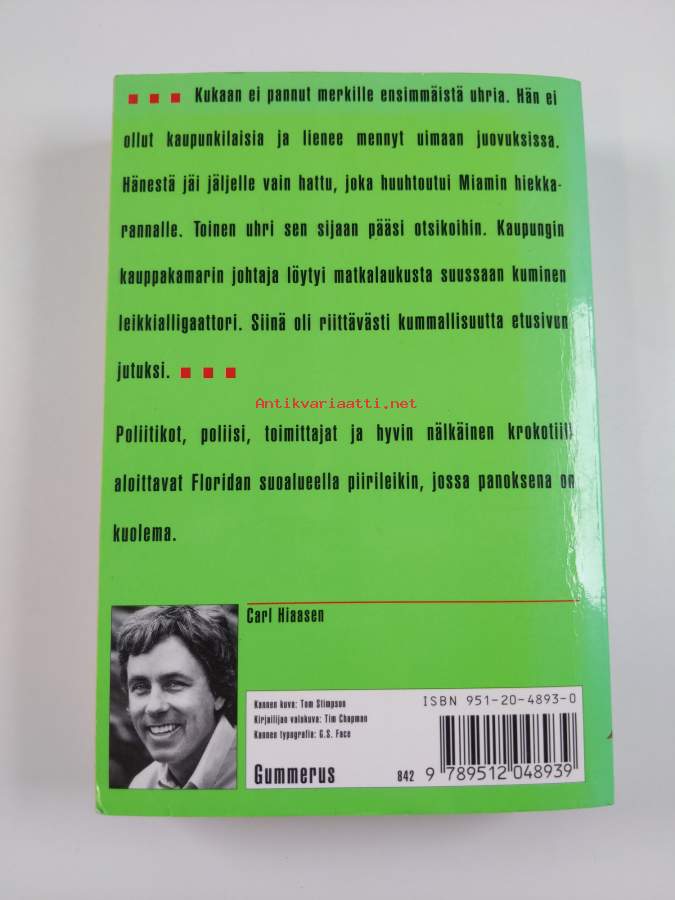 Kukaan ei pannut merkille ensimmäistä uhria. Hän ei
ollut kaupunkilaisia ja lienee mennyt uimaan juovuksissa.
Hänestä jäi jäljelle vain hattu, joka huuhtoutui Miamin hiekka-
rannalle. Toinen uhri sen sijaan pääsi otsikoihin. Kaupungin
kauppakamarin johtaja löytyi matkalaukusta suussaan kuminen
leikkialligaattori. Siinä oli riittävästi kummallisuutta etusivun
jutuksi.
Antikvariaatti.net
Poliitikot, poliisi, toimittajat ja hyvin nälkäinen krokotiili
aloittavat Floridan suoalueella piirileikin, jossa panoksena on
kuolema.
Carl Hiaasen
Kannen kuva: Tom Stimpson
Kirjailijan valokuva: Tim Chapman
Kannen typografia: G.S. Face
Gummerus
842
ISBN 951-20-4893-0
9 789512 048939